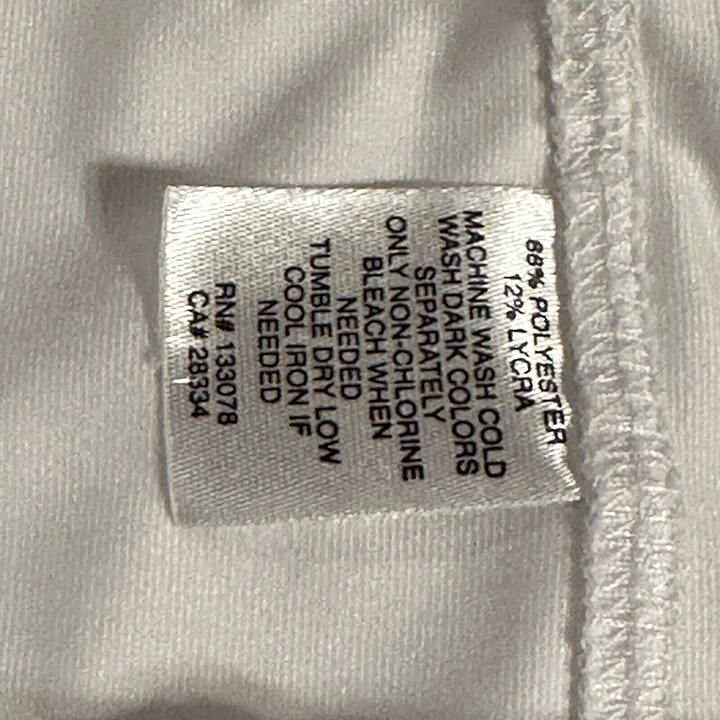 88% POLYESTER
12% LYCRA
MACHINE WASH COLD
WASH DARK COLORS
SEPARATELY
ONLY NON-CHLORINE
BLEACH WHEN
NEEDED
TUMBLE DRY LOW
COOL IRON IF
NEEDED
RN# 133078
CA# 28334